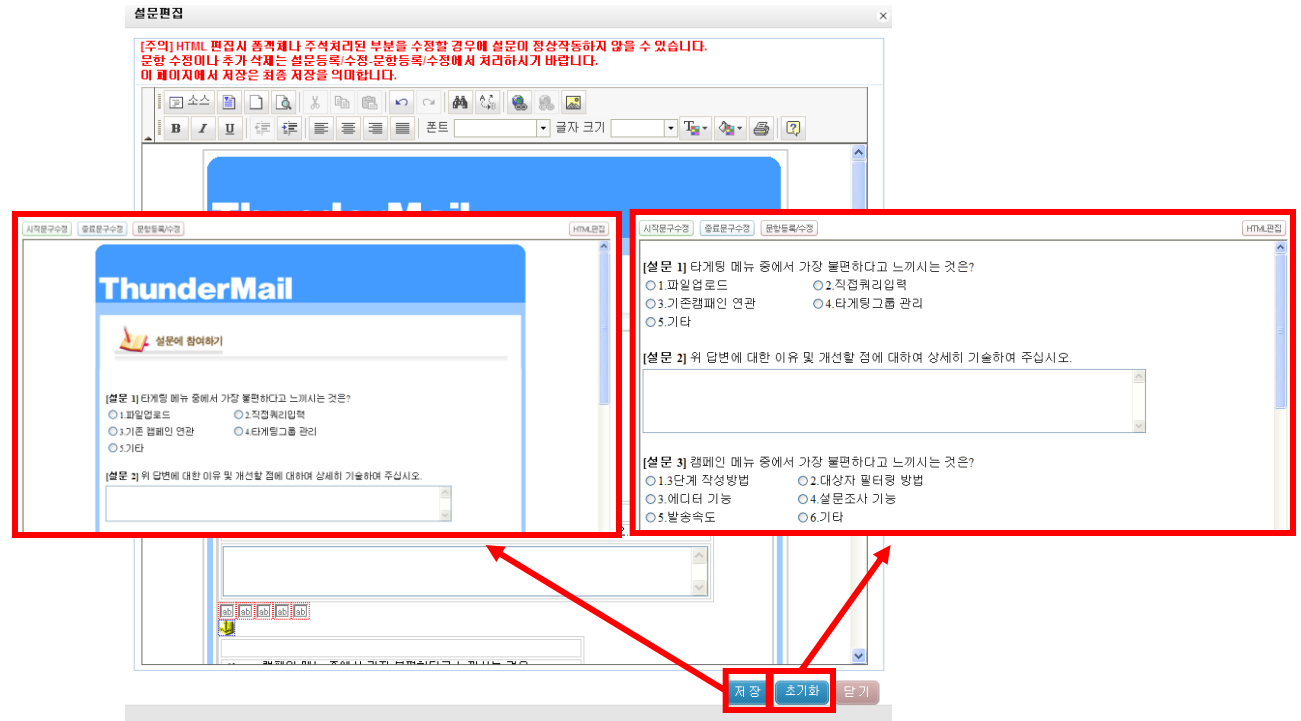 설문편집
[주의] HTML 편집시 폼객체나 주석처리된 부분을 수정할 경우에 설문이 정상작동하지 않을 수 있습니다.
문항 수정이나 추가 삭제는 설문등록/수정-문항등록/수정에서 처리하시기 바랍니다.
이 페이지에서 저장은 최종 저장을 의미합니다.
소스
B I U 폰트 글자 크기
시작문구수정 종료문구수정 문항등록/수정 HTML편집
ThunderMail
설문에 참여하기
[설문 1] 타게팅 메뉴 중에서 가장 불편하다고 느끼시는 것은?
1.파일업로드 2.직접쿼리입력
3.기존 캠페인 연관 4.타게팅그룹 관리
5.기타
[설문 2] 위 답변에 대한 이유 및 개선할 점에 대하여 상세히 기술하여 주십시오.
시작문구수정 종료문구수정 문항등록/수정 HTML편집
[설문 1] 타게팅 메뉴 중에서 가장 불편하다고 느끼시는 것은?
1.파일업로드 2.직접쿼리입력
3.기존캠페인 연관 4.타게팅그룹 관리
5.기타
[설문 2] 위 답변에 대한 이유 및 개선할 점에 대하여 상세히 기술하여 주십시오.
[설문 3] 캠페인 메뉴 중에서 가장 불편하다고 느끼시는 것은?
1.3단계 작성방법 2.대상자 필터링 방법
3.에디터 기능 4.설문조사 기능
5.발송속도 6.기타
ab ab ab ab ab
저장 초기화 닫기